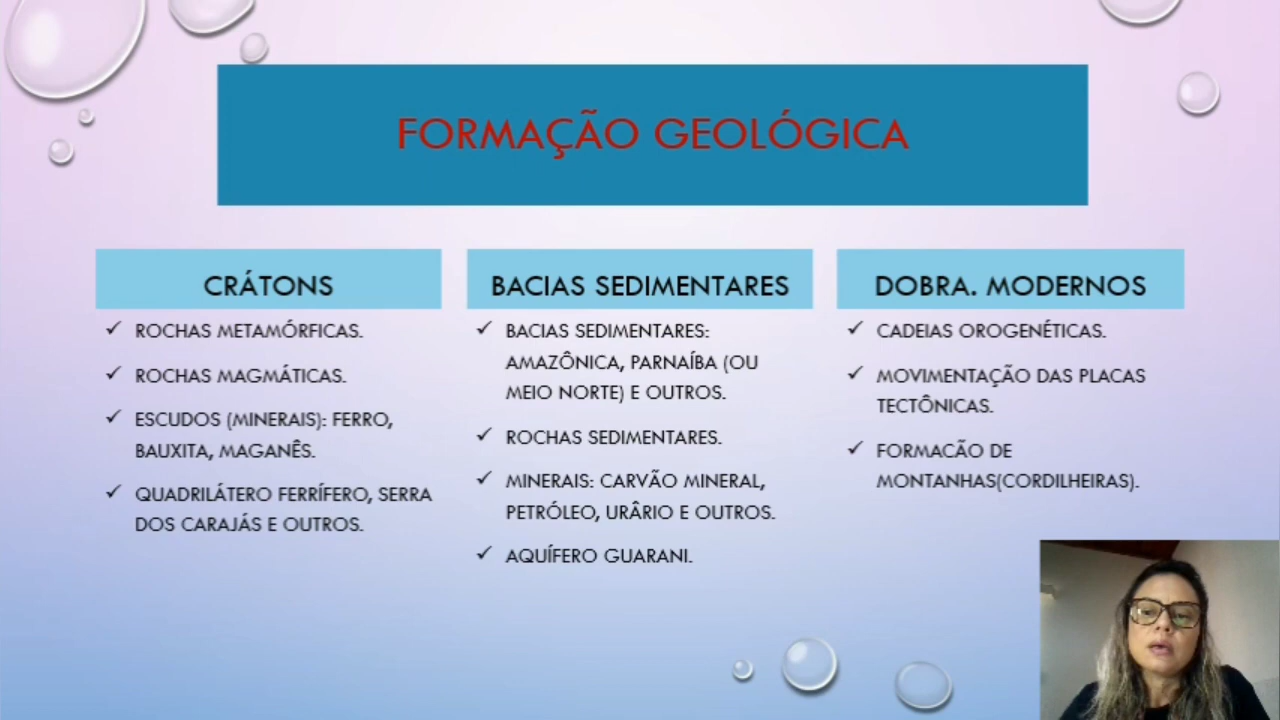 FORMAÇÃO GEOLÓGICA
CRÁTONS
✓ ROCHAS METAMÓRFICAS.
✓ ROCHAS MAGMÁTICAS.
✓ ESCUDOS (MINERAIS): FERRO,
BAUXITA, MAGANÊS.
✓ QUADRILÁTERO FERRÍFERO, SERRA
DOS CARAJÁS E OUTROS.
BACIAS SEDIMENTARES
✓ BACIAS SEDIMENTARES:
AMAZÔNICA, PARNAÍBA (OU
MEIO NORTE) E OUTROS.
✓ ROCHAS SEDIMENTARES.
✓ MINERAIS: CARVÃO MINERAL,
PETRÓLEO, URÂRIO E OUTROS.
✓ AQUÍFERO GUARANI.
DOBRA. MODERNOS
✓ CADEIAS OROGENÉTICAS.
✓ MOVIMENTAÇÃO DAS PLACAS
TECTÔNICAS.
✓ FORMACÃO DE
MONTANHAS(CORDILHEIRAS).